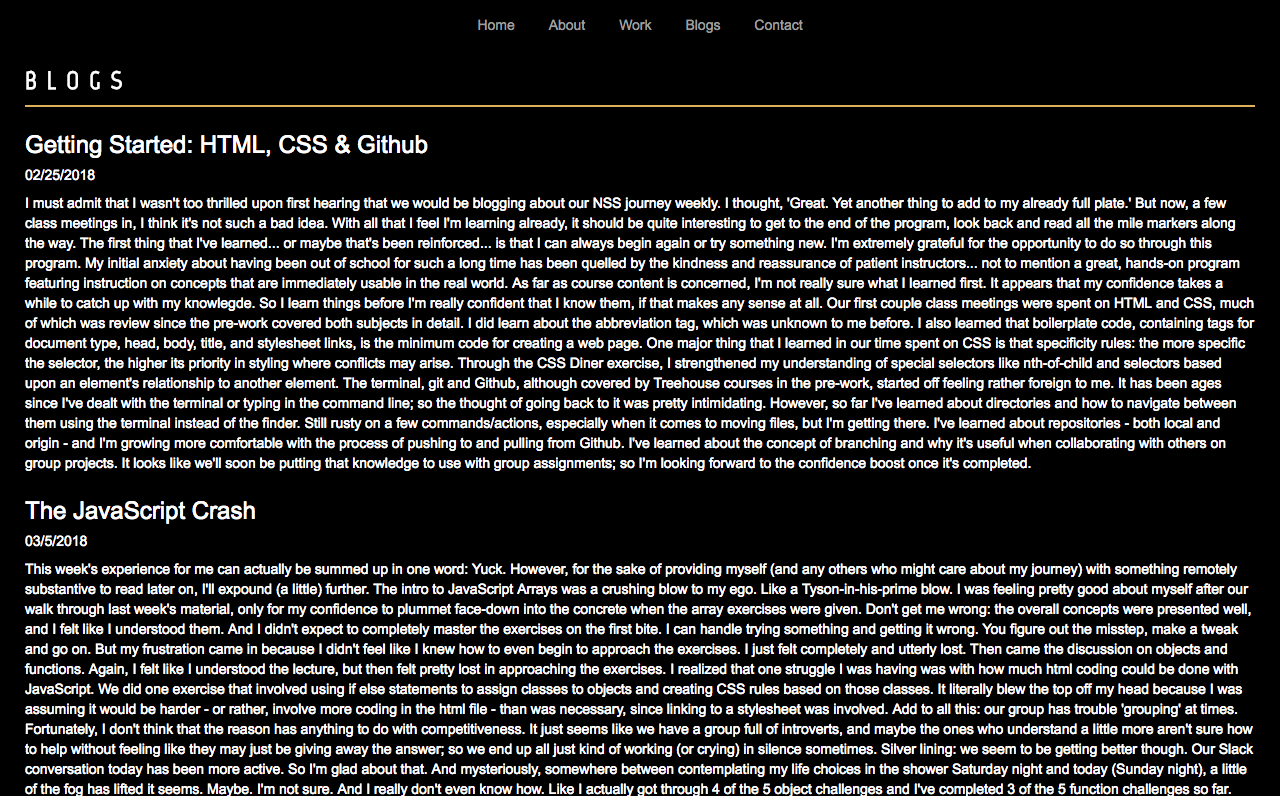 Home About Work Blogs Contact
BLOGS
Getting Started: HTML, CSS & Github
02/25/2018
I must admit that I wasn't too thrilled upon first hearing that we would be blogging about our NSS journey weekly. I thought, 'Great. Yet another thing to add to my already full plate.' But now, a few
class meetings in, I think it's not such a bad idea. With all that I feel I'm learning already, it should be quite interesting to get to the end of the program, look back and read all the mile markers along
the way. The first thing that I've learned... or maybe that's been reinforced... is that I can always begin again or try something new. I'm extremely grateful for the opportunity to do so through this
program. My initial anxiety about having been out of school for such a long time has been quelled by the kindness and reassurance of patient instructors... not to mention a great, hands-on program
featuring instruction on concepts that are immediately usable in the real world. As far as course content is concerned, I'm not really sure what I learned first. It appears that my confidence takes a
while to catch up with my knowlegde. So I learn things before I'm really confident that I know them, if that makes any sense at all. Our first couple class meetings were spent on HTML and CSS, much
of which was review since the pre-work covered both subjects in detail. I did learn about the abbreviation tag, which was unknown to me before. I also learned that boilerplate code, containing tags for
document type, head, body, title, and stylesheet links, is the minimum code for creating a web page. One major thing that I learned in our time spent on CSS is that specificity rules: the more specific
the selector, the higher its priority in styling where conflicts may arise. Through the CSS Diner exercise, I strengthened my understanding of special selectors like nth-of-child and selectors based
upon an element's relationship to another element. The terminal, git and Github, although covered by Treehouse courses in the pre-work, started off feeling rather foreign to me. It has been ages
since I've dealt with the terminal or typing in the command line; so the thought of going back to it was pretty intimidating. However, so far I've learned about directories and how to navigate between
them using the terminal instead of the finder. Still rusty on a few commands/actions, especially when it comes to moving files, but I'm getting there. I've learned about repositories - both local and
origin - and I'm growing more comfortable with the process of pushing to and pulling from Github. I've learned about the concept of branching and why it's useful when collaborating with others on
group projects. It looks like we'll soon be putting that knowledge to use with group assignments; so I'm looking forward to the confidence boost once it's completed.
The JavaScript Crash
03/5/2018
This week's experience for me can actually be summed up in one word: Yuck. However, for the sake of providing myself (and any others who might care about my journey) with something remotely
substantive to read later on, I'll expound (a little) further. The intro to JavaScript Arrays was a crushing blow to my ego. Like a Tyson-in-his-prime blow. I was feeling pretty good about myself after our
walk through last week's material, only for my confidence to plummet face-down into the concrete when the array exercises were given. Don't get me wrong: the overall concepts were presented well,
and I felt like I understood them. And I didn't expect to completely master the exercises on the first bite. I can handle trying something and getting it wrong. You figure out the misstep, make a tweak
and go on. But my frustration came in because I didn't feel like I knew how to even begin to approach the exercises. I just felt completely and utterly lost. Then came the discussion on objects and
functions. Again, I felt like I understood the lecture, but then felt pretty lost in approaching the exercises. I realized that one struggle I was having was with how much html coding could be done with
JavaScript. We did one exercise that involved using if else statements to assign classes to objects and creating CSS rules based on those classes. It literally blew the top off my head because I was
assuming it would be harder - or rather, involve more coding in the html file - than was necessary, since linking to a stylesheet was involved. Add to all this: our group has trouble 'grouping' at times.
Fortunately, I don't think that the reason has anything to do with competitiveness. It just seems like we have a group full of introverts, and maybe the ones who understand a little more aren't sure how
to help without feeling like they may just be giving away the answer; so we end up all just kind of working (or crying) in silence sometimes. Silver lining: we seem to be getting better though. Our Slack
conversation today has been more active. So I'm glad about that. And mysteriously, somewhere between contemplating my life choices in the shower Saturday night and today (Sunday night), a little
of the fog has lifted it seems. Maybe. I'm not sure. And I really don't even know how. Like I actually got through 4 of the 5 object challenges and I've completed 3 of the 5 function challenges so far.